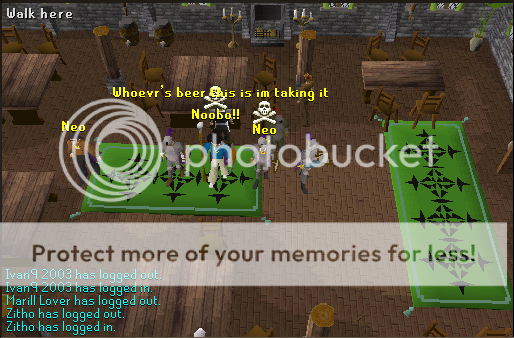 Walk here
Whoevr's beer this is im taking it
Noobo!!
Neo
Neo
photobucket
Protect more of your memories for less!
Ivan9 2003 has logged out.
Ivan9 2003 has logged in.
Marill Lover has logged out.
Zitho has logged out.
Zitho has logged in.